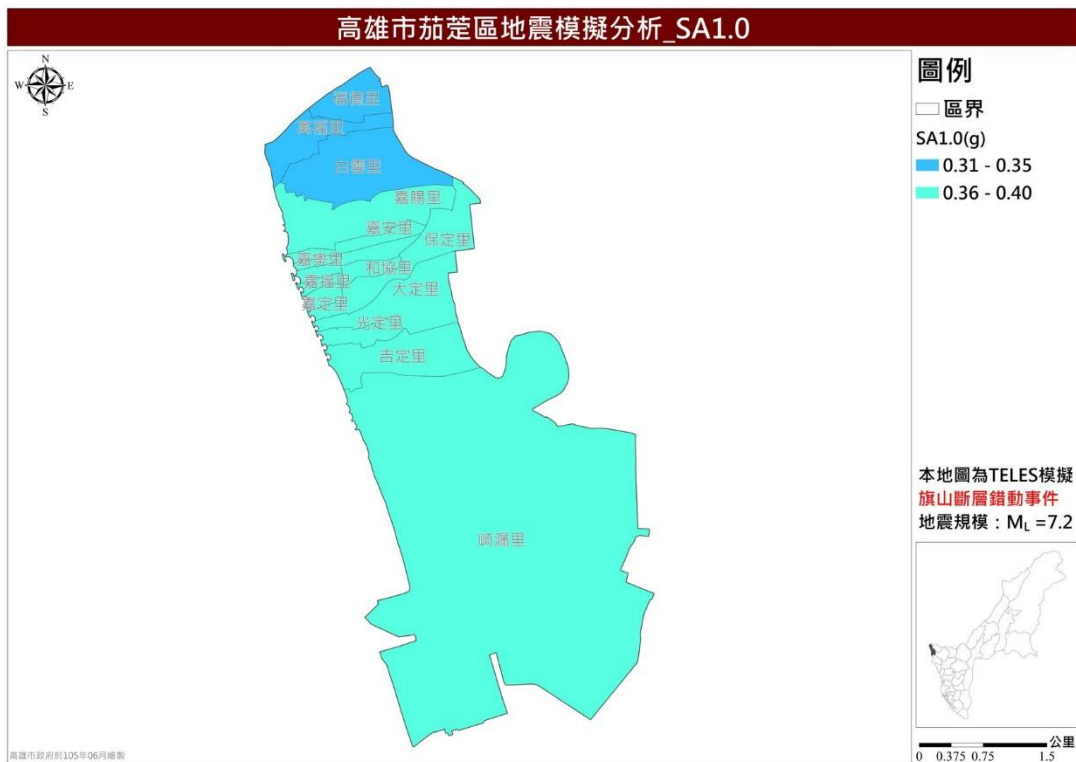 高雄市茄萣區地震模擬分析_SA1.0
N
W
E
S
圖例
區界
SA1.0(g)
0.31 - 0.35
0.36 - 0.40
福德里
萬福里
白雲里
嘉賜里
嘉安里
保定里
嘉樂里
和協里
嘉福里
大定里
嘉定里
光定里
吉定里
崎漏里
本地圖為TELES模擬
旗山斷層錯動事件
地震規模：ML =7.2
公里
0 0.375 0.75 1.5
高雄市政府於105年06月繪製